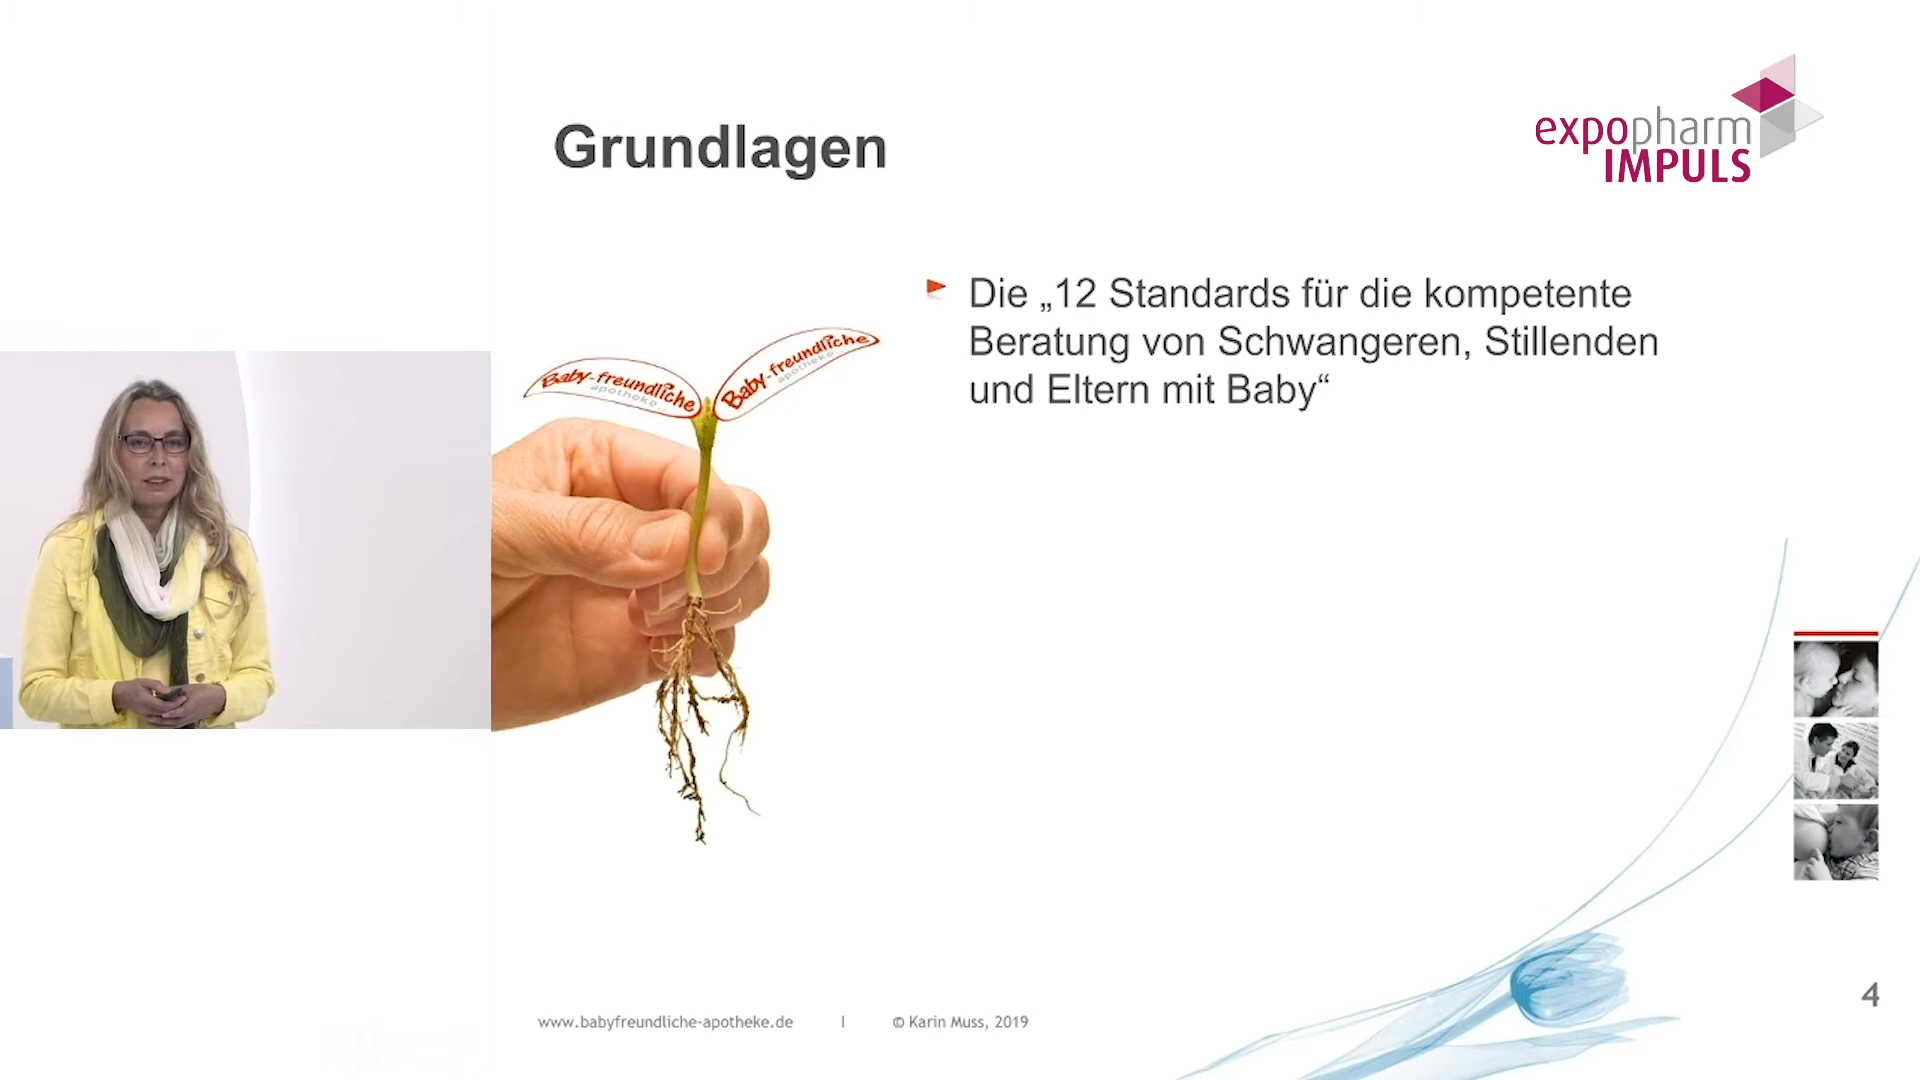 expopharm
IMPULS
Grundlagen
Die „12 Standards für die kompetente
Beratung von Schwangeren, Stillenden
und Eltern mit Baby“
Baby-freundliche
apotheke...
Baby-freundliche
apotheke...
www.babyfreundliche-apotheke.de | © Karin Muss, 2019
4